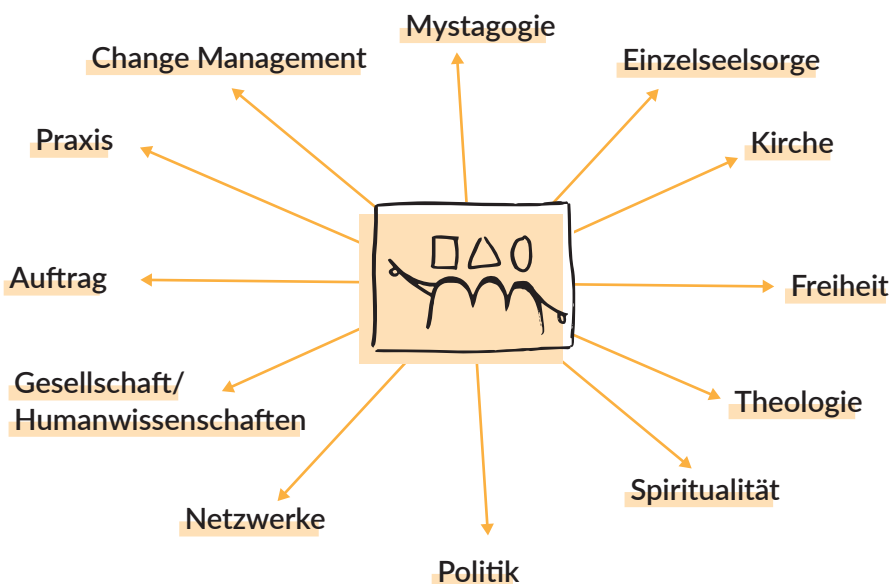 Mystagogie
Change Management
Einzelseelsorge
Praxis
Kirche
Auftrag
Freiheit
Gesellschaft/
Humanwissenschaften
Theologie
Spiritualität
Netzwerke
Politik